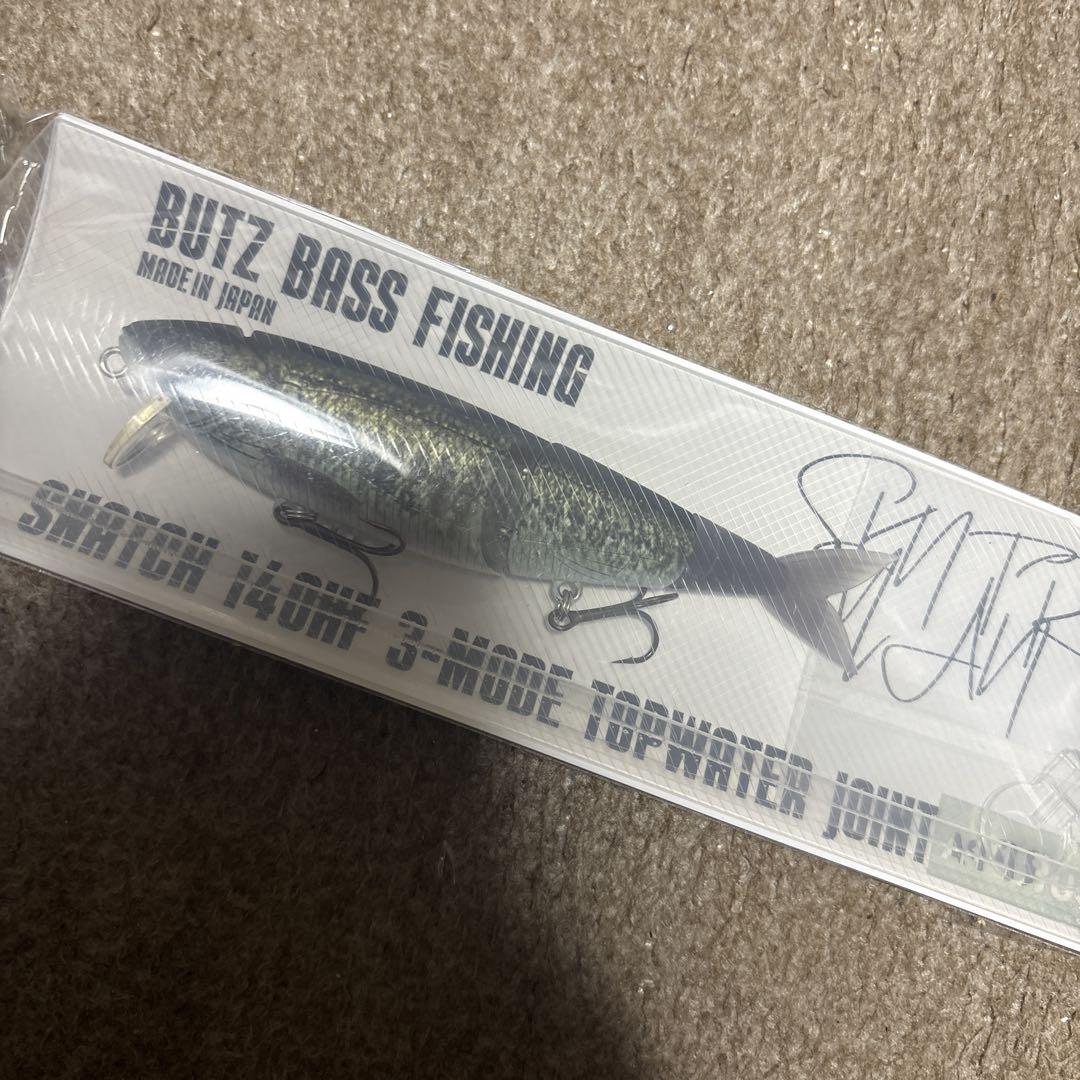 BUTZ BASS FISHING
MADE IN JAPAN
SNATCH 140HF 3-MODE TOPWATER JOINT